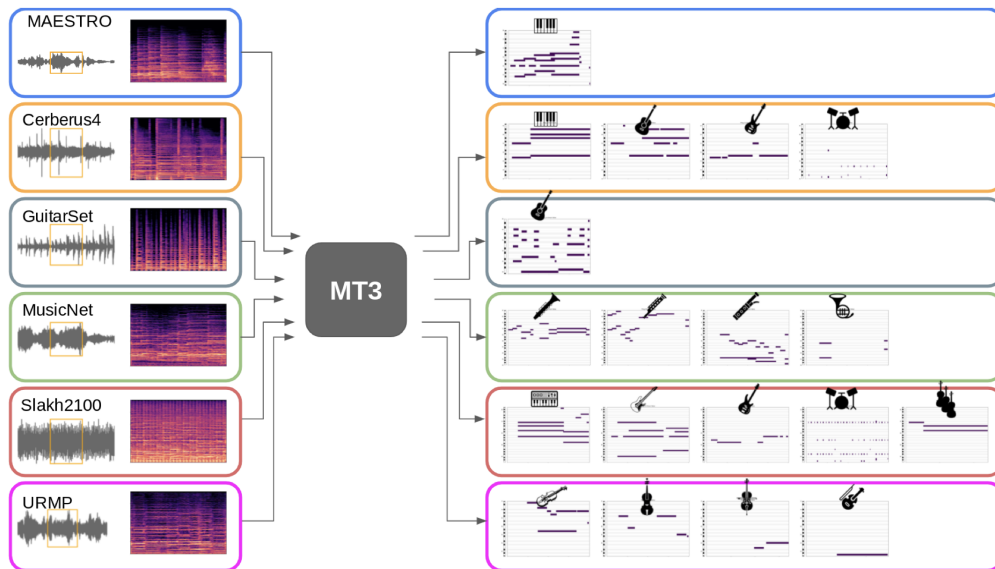 MAESTRO
Cerberus4
GuitarSet
MusicNet
Slakh2100
URMP
MT3